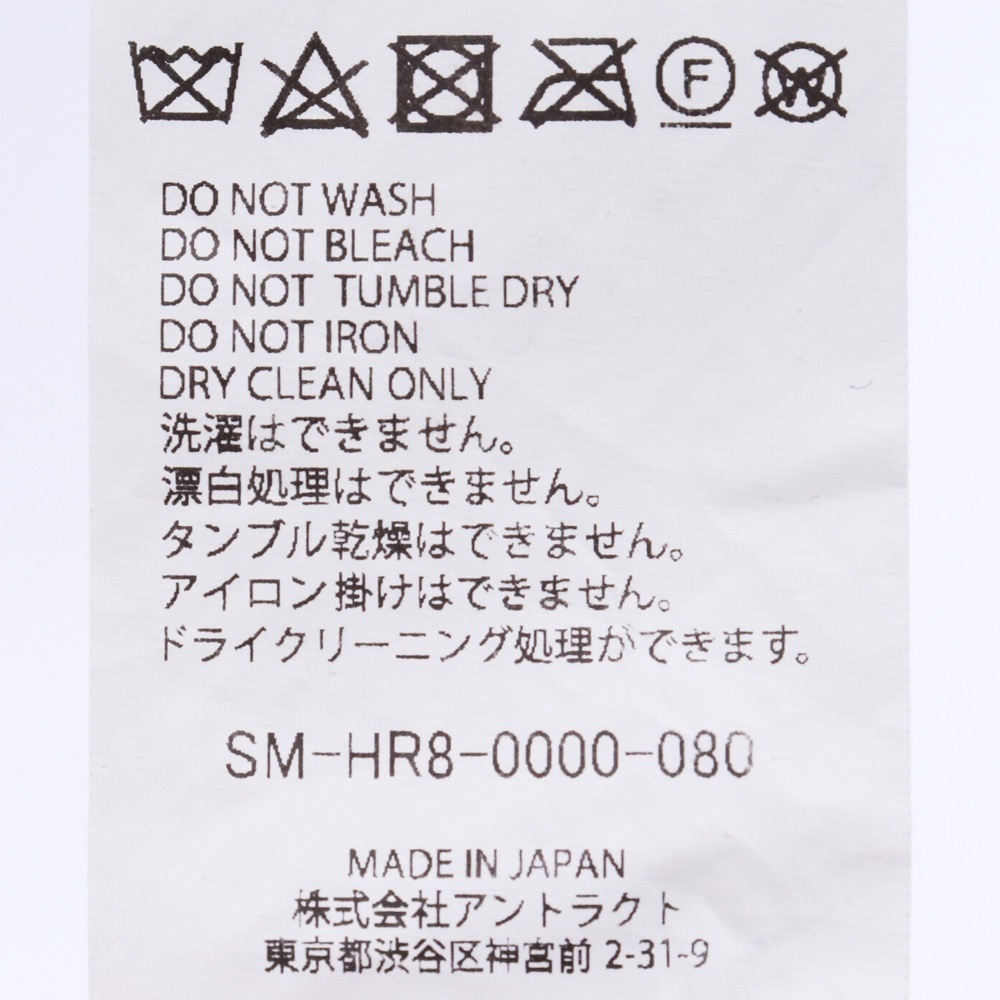 F W
DO NOT WASH
DO NOT BLEACH
DO NOT TUMBLE DRY
DO NOT IRON
DRY CLEAN ONLY
洗濯はできません。
漂白処理はできません。
タンブル乾燥はできません。
アイロン掛けはできません。
ドライクリーニング処理ができます。
SM-HR8-0000-080
MADE IN JAPAN
株式会社アントラクト
東京都渋谷区神宮前 2-31-9